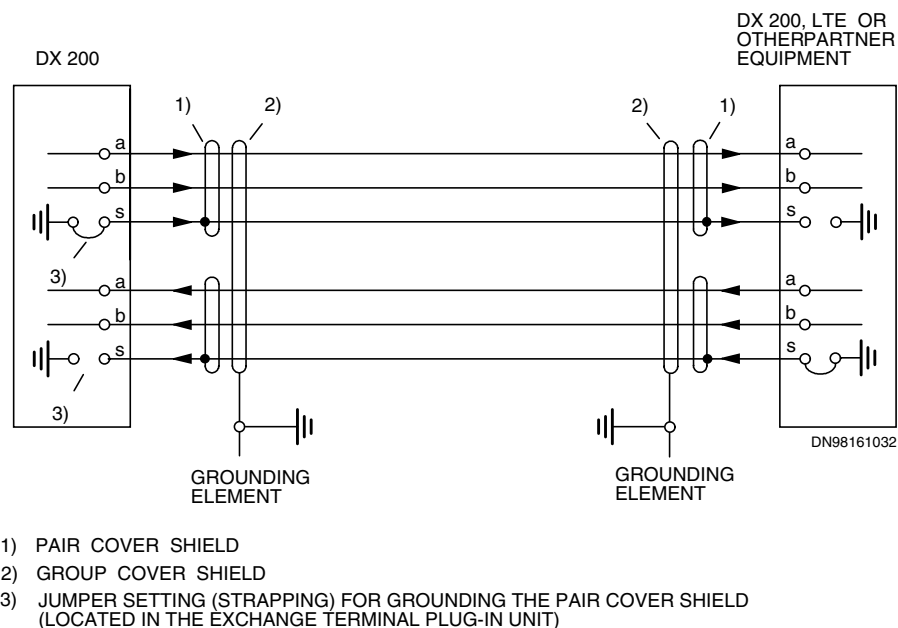 DX 200
DX 200, LTE OR
OTHERPARTNER
EQUIPMENT
1)
2)
2)
1)
a
a
b
b
s
s
3)
a
a
b
b
s
s
3)
DN98161032
GROUNDING
ELEMENT
GROUNDING
ELEMENT
1) PAIR COVER SHIELD
2) GROUP COVER SHIELD
3) JUMPER SETTING (STRAPPING) FOR GROUNDING THE PAIR COVER SHIELD
(LOCATED IN THE EXCHANGE TERMINAL PLUG-IN UNIT)